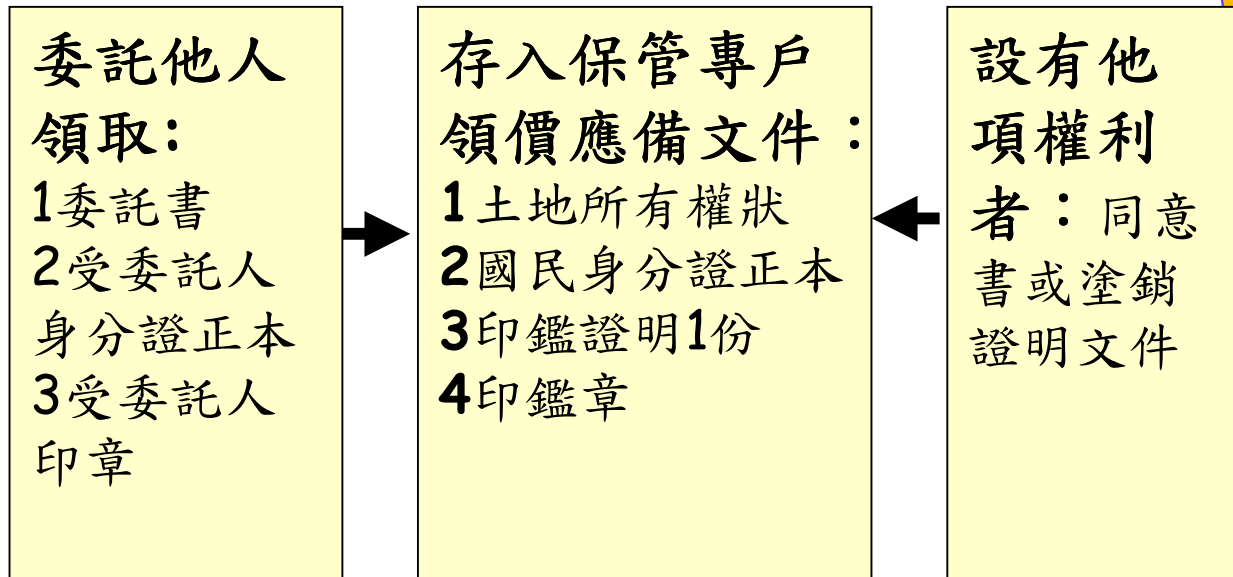 委託他人
領取:
1委託書
2受委託人
身分證正本
3受委託人
印章
存入保管專戶
領價應備文件：
1土地所有權狀
2國民身分證正本
3印鑑證明1份
4印鑑章
設有他
項權利
者：同意
書或塗銷
證明文件